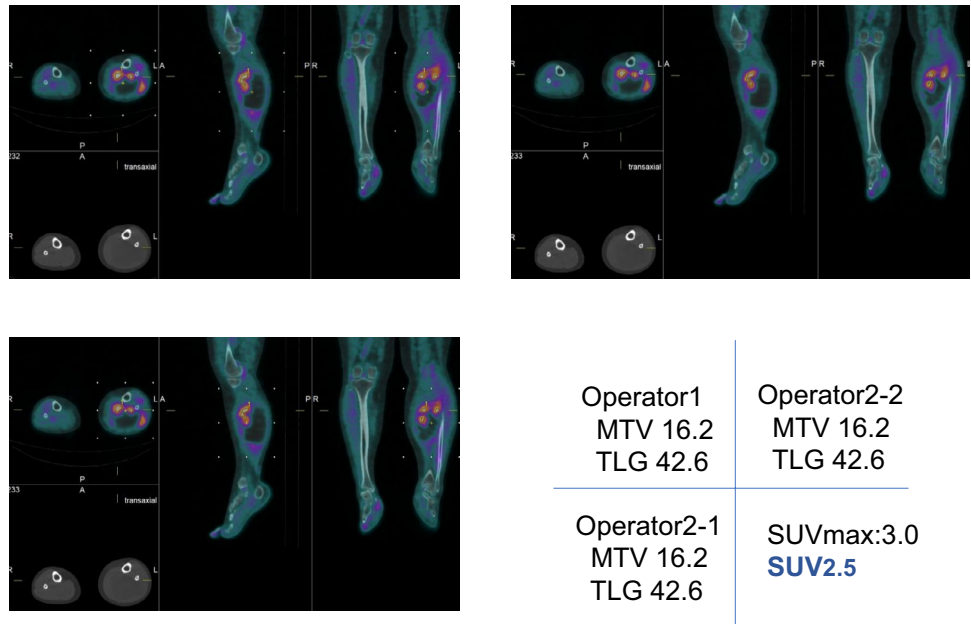 R
L A
P R
P
232
A
transaxial
R
L
R
L A
P R
L
P
233
A
transaxial
R
L
R
L A
P R
P
233
A
transaxial
R
L
Operator1
MTV 16.2
TLG 42.6
Operator2-2
MTV 16.2
TLG 42.6
Operator2-1
MTV 16.2
TLG 42.6
SUVmax:3.0
SUV2.5